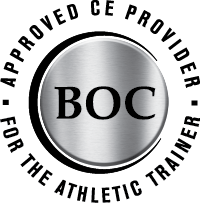 · APPROVED CE PROVIDER ·
BOC
FOR THE ATHLETIC TRAINER